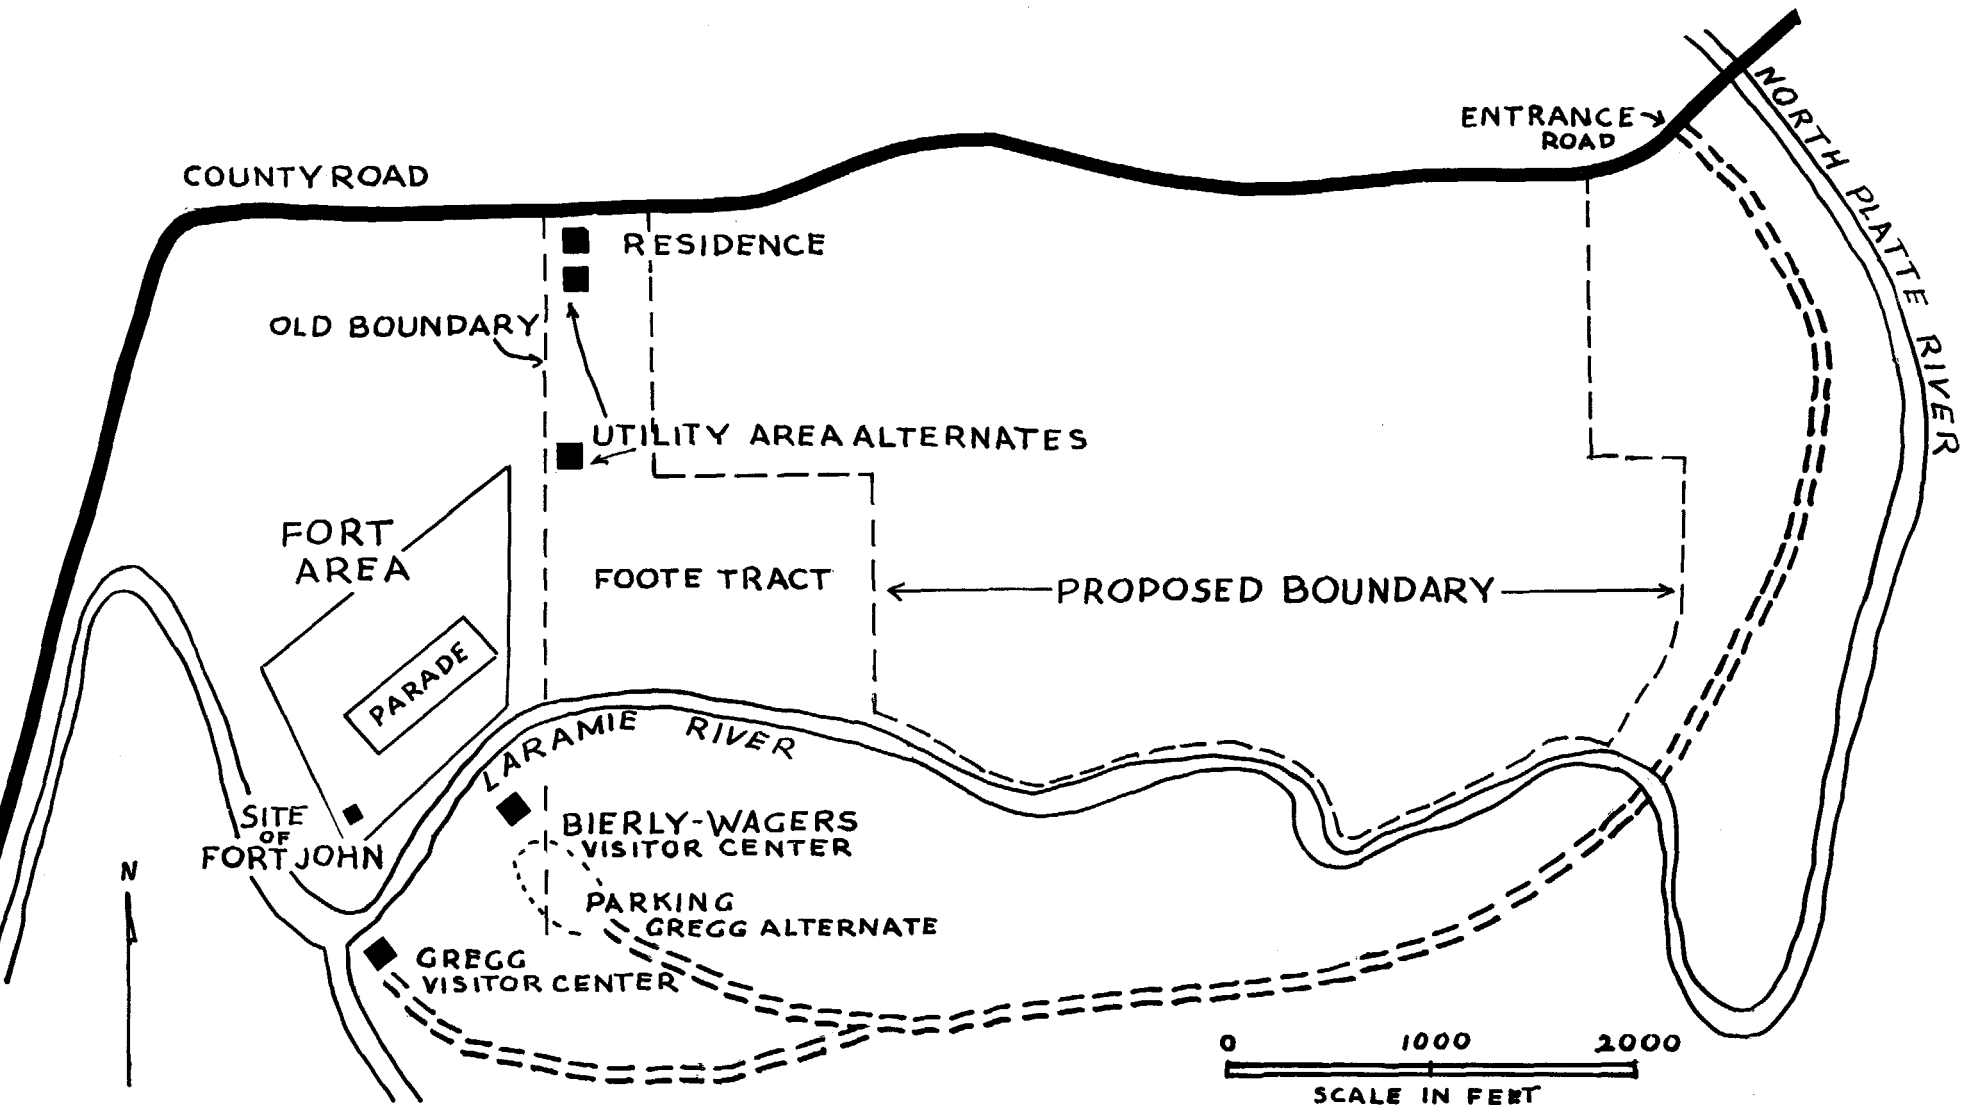 NORTH PLATTE RIVER
ENTRANCE
ROAD
COUNTY ROAD
RESIDENCE
OLD BOUNDARY
UTILITY AREA ALTERNATES
FORT
AREA
FOOTE TRACT
PROPOSED BOUNDARY
PARADE
LARAMIE RIVER
SITE
OF
FORT JOHN
BIERLY-WAGERS
VISITOR CENTER
N
PARKING
GREGG ALTERNATE
GREGG
VISITOR CENTER
0 1000 2000
SCALE IN FEET